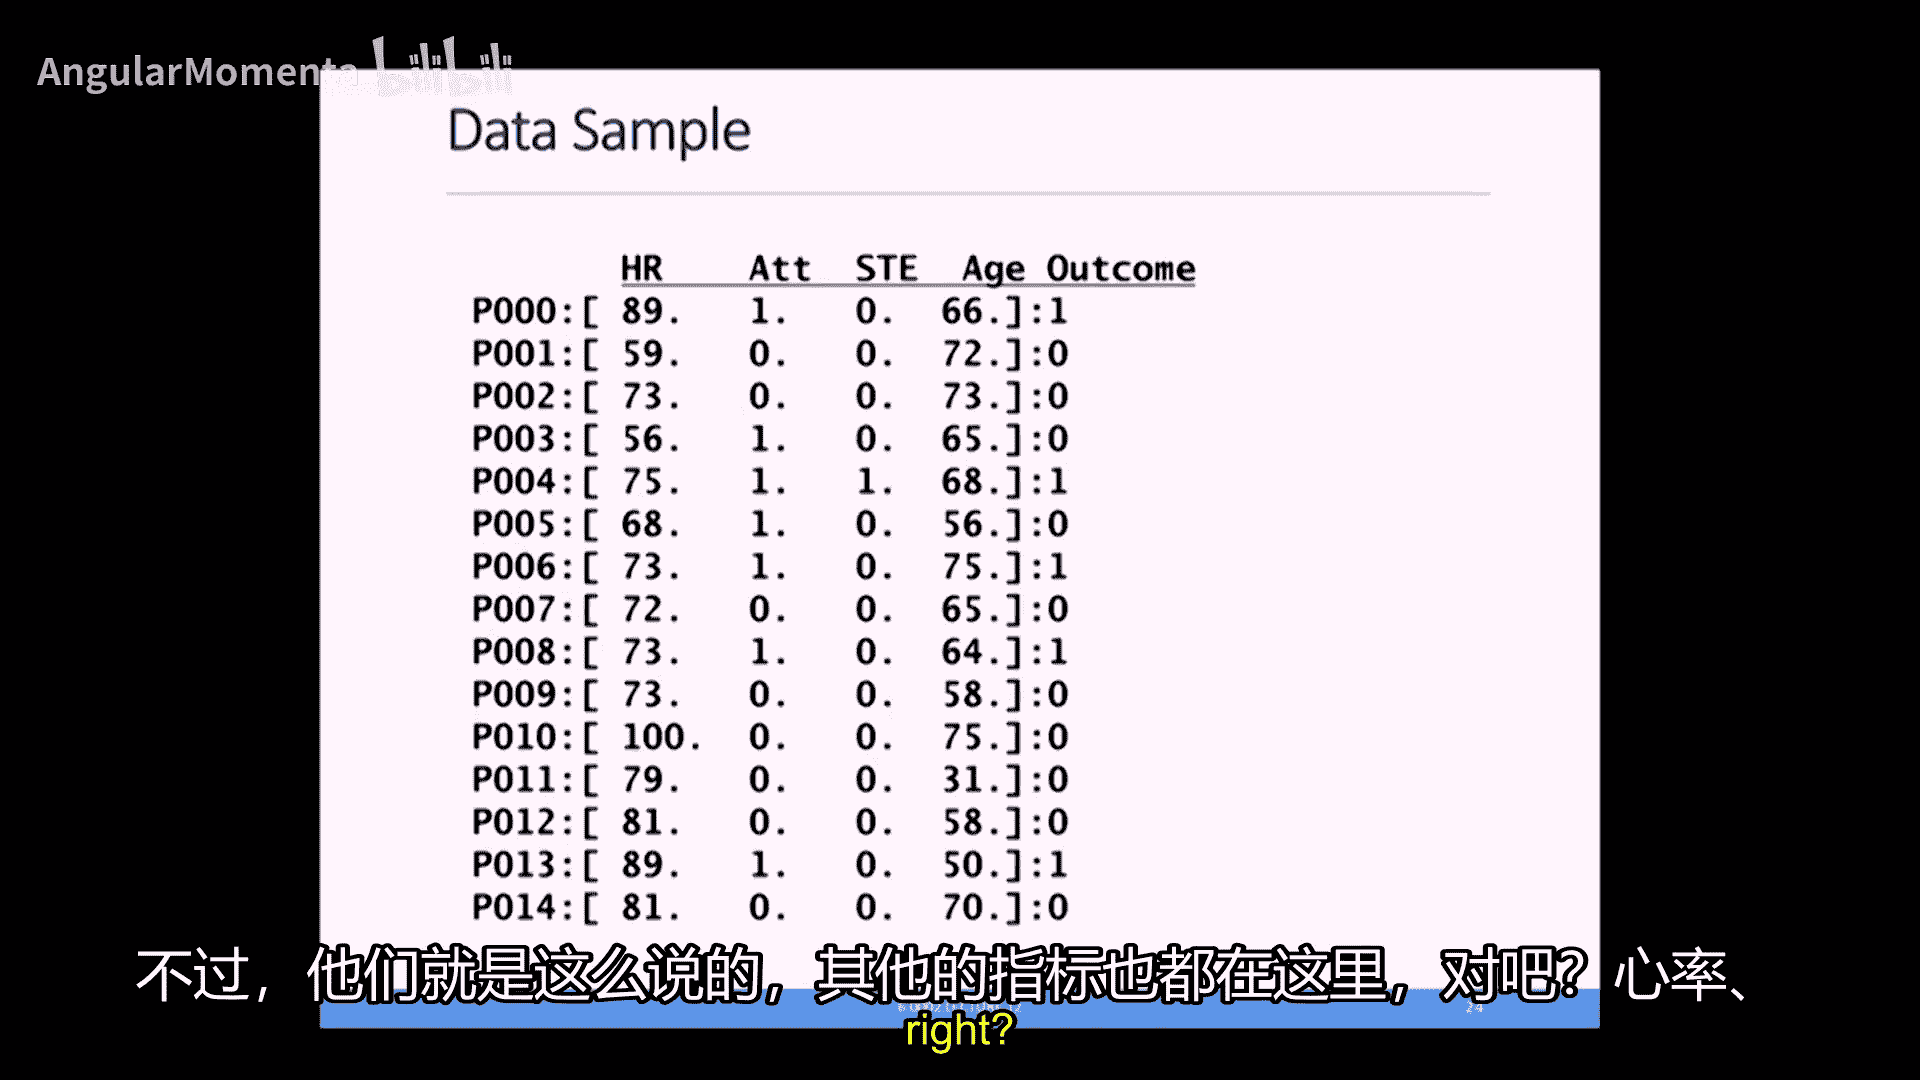 AngularMomenta bilibili
Data Sample
HR Att STE Age Outcome
P000:[ 89. 1. 0. 66.]:1
P001:[ 59. 0. 0. 72.]:0
P002:[ 73. 0. 0. 73.]:0
P003:[ 56. 1. 0. 65.]:0
P004:[ 75. 1. 1. 68.]:1
P005:[ 68. 1. 0. 56.]:0
P006:[ 73. 1. 0. 75.]:1
P007:[ 72. 0. 0. 65.]:0
P008:[ 73. 1. 0. 64.]:1
P009:[ 73. 0. 0. 58.]:0
P010:[ 100. 0. 0. 75.]:0
P011:[ 79. 0. 0. 31.]:0
P012:[ 81. 0. 0. 58.]:0
P013:[ 89. 1. 0. 50.]:1
P014:[ 81. 0. 0. 70.]:0
不过，他们就是这么说的，其他的指标也都在这里，对吧？心率、
24
right?